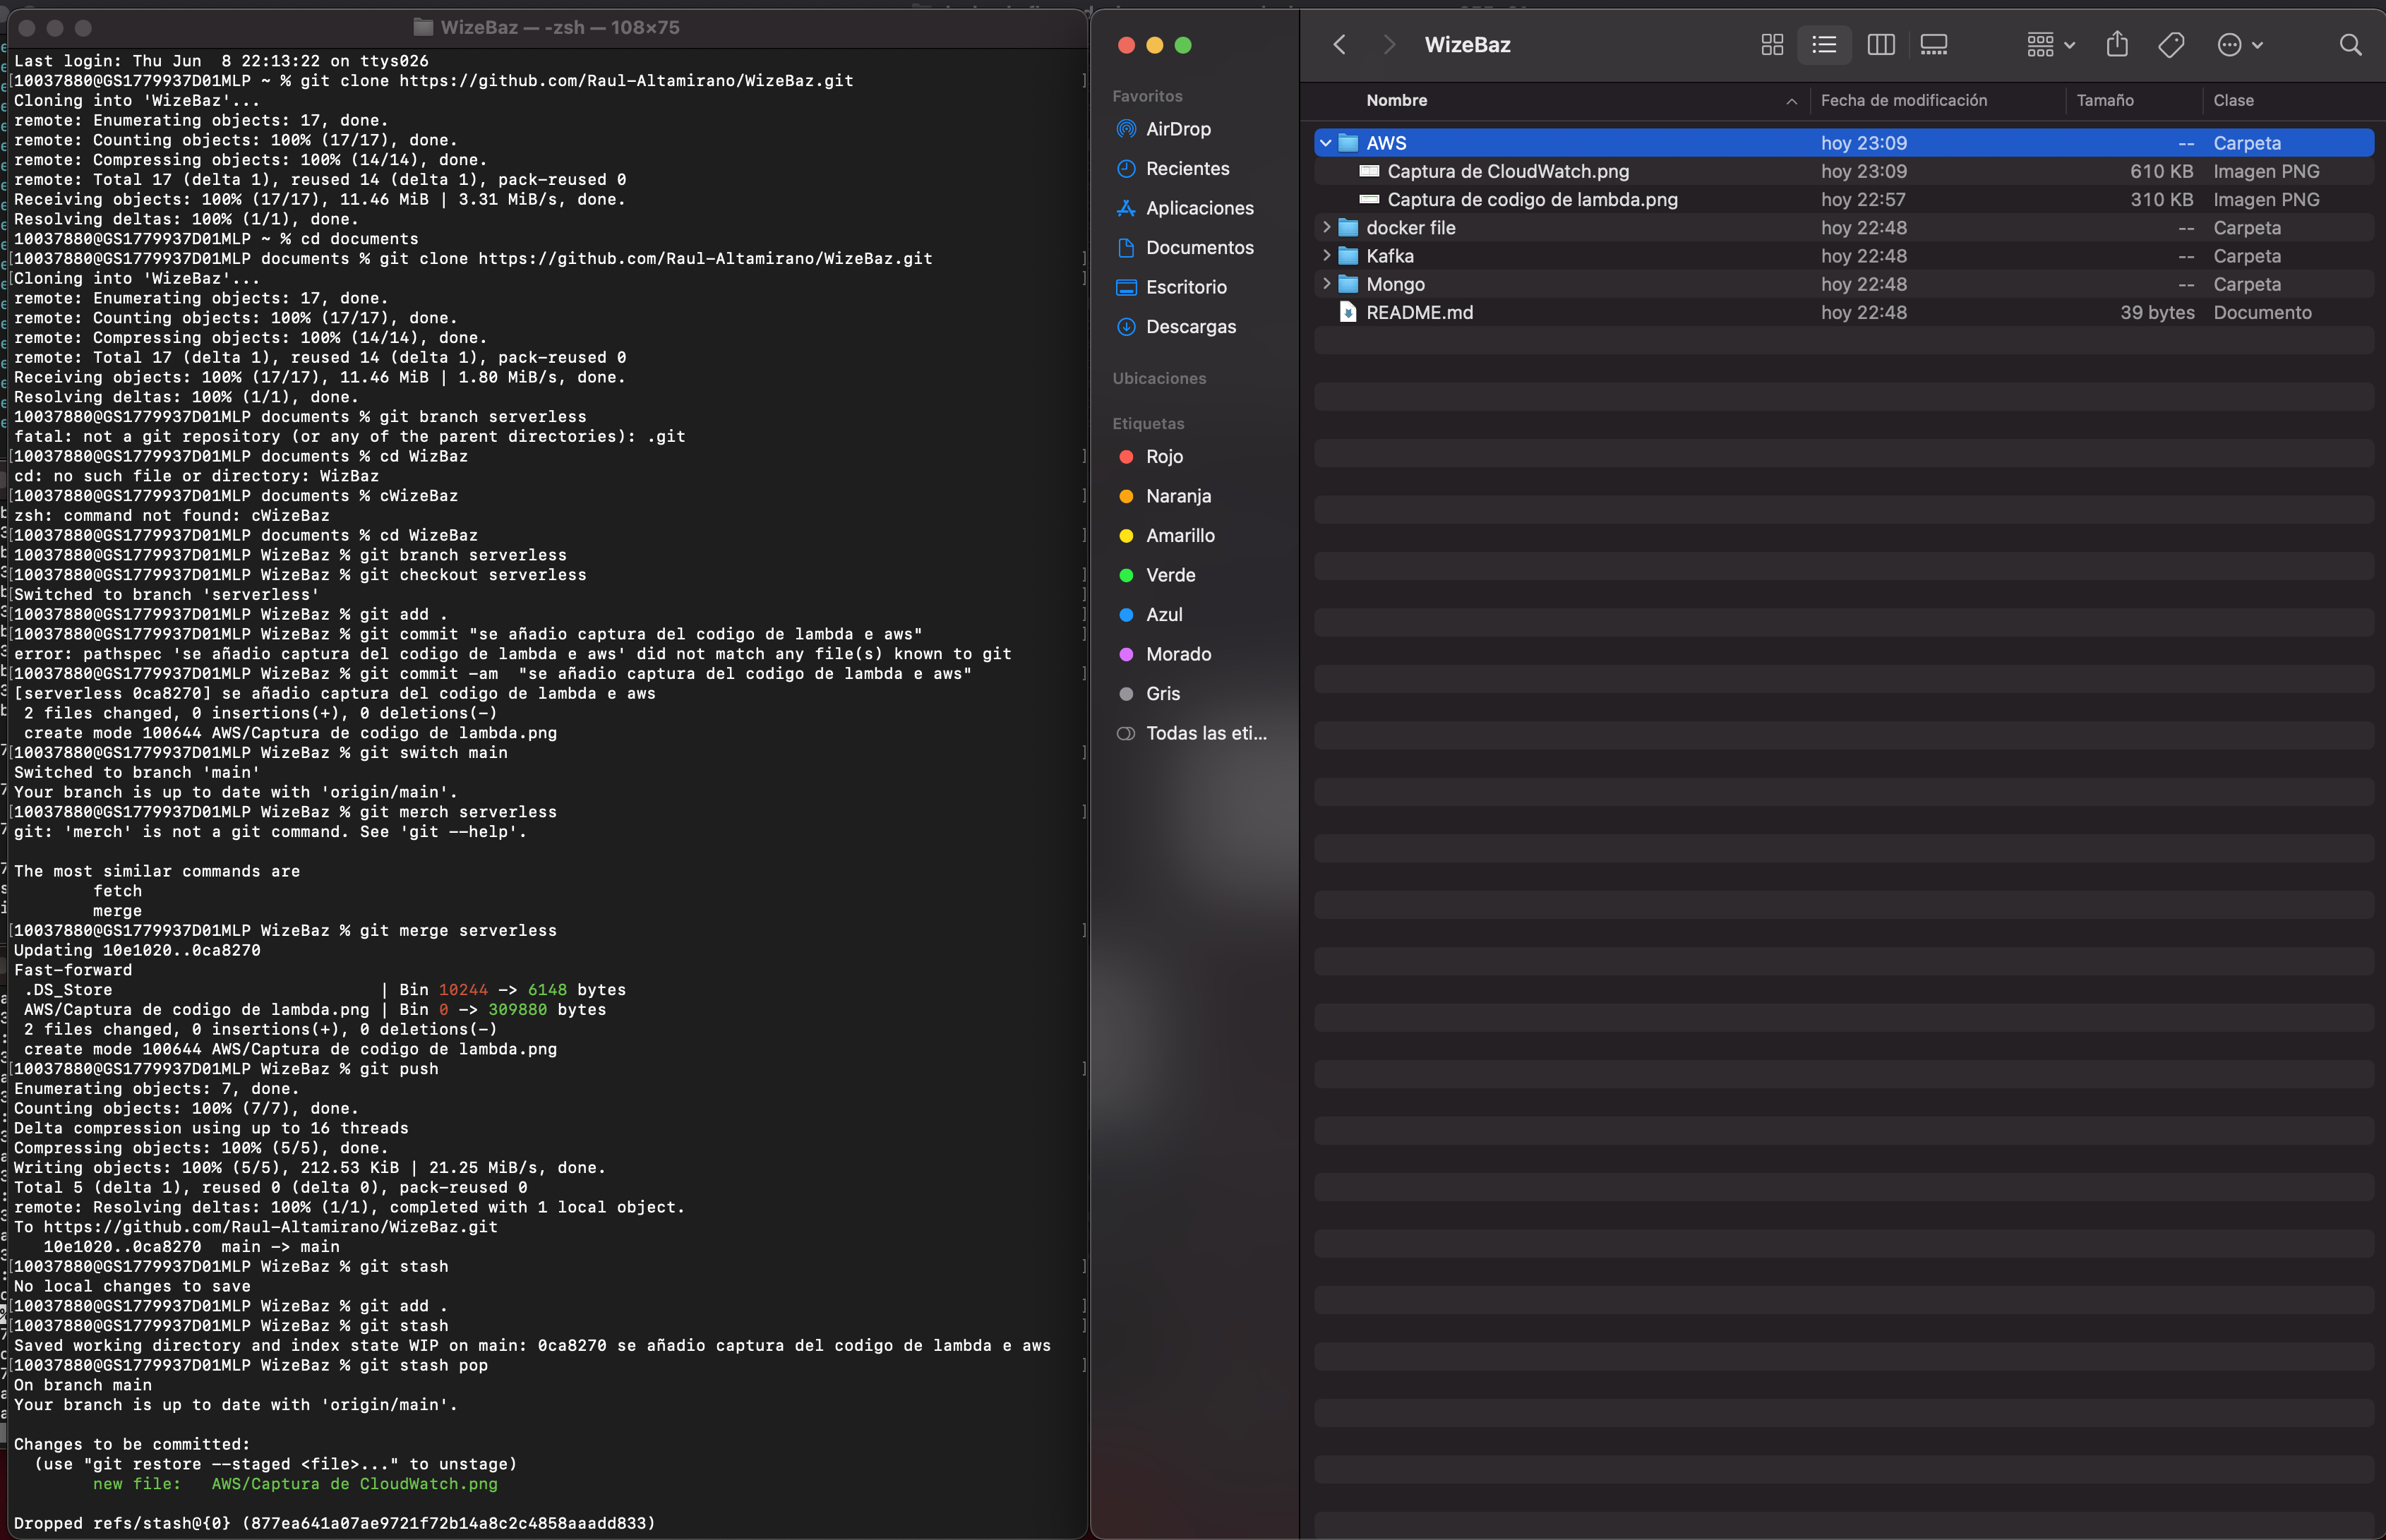 WizeBaz — -zsh — 108×75
Last login: Thu Jun  8 22:13:22 on ttys026
[10037880@GS1779937D01MLP ~ % git clone https://github.com/Raul-Altamirano/WizeBaz.git ]
Cloning into 'WizeBaz'...
remote: Enumerating objects: 17, done.
remote: Counting objects: 100% (17/17), done.
remote: Compressing objects: 100% (14/14), done.
remote: Total 17 (delta 1), reused 14 (delta 1), pack-reused 0
Receiving objects: 100% (17/17), 11.46 MiB | 3.31 MiB/s, done.
Resolving deltas: 100% (1/1), done.
10037880@GS1779937D01MLP ~ % cd documents
[10037880@GS1779937D01MLP documents % git clone https://github.com/Raul-Altamirano/WizeBaz.git ]
[Cloning into 'WizeBaz'... ]
remote: Enumerating objects: 17, done.
remote: Counting objects: 100% (17/17), done.
remote: Compressing objects: 100% (14/14), done.
remote: Total 17 (delta 1), reused 14 (delta 1), pack-reused 0
Receiving objects: 100% (17/17), 11.46 MiB | 1.80 MiB/s, done.
Resolving deltas: 100% (1/1), done.
10037880@GS1779937D01MLP documents % git branch serverless
fatal: not a git repository (or any of the parent directories): .git
[10037880@GS1779937D01MLP documents % cd WizBaz ]
cd: no such file or directory: WizBaz
[10037880@GS1779937D01MLP documents % cWizeBaz ]
zsh: command not found: cWizeBaz
[10037880@GS1779937D01MLP documents % cd WizeBaz ]
10037880@GS1779937D01MLP WizeBaz % git branch serverless
[10037880@GS1779937D01MLP WizeBaz % git checkout serverless ]
[Switched to branch 'serverless' ]
[10037880@GS1779937D01MLP WizeBaz % git add . ]
[10037880@GS1779937D01MLP WizeBaz % git commit "se añadio captura del codigo de lambda e aws" ]
error: pathspec 'se añadio captura del codigo de lambda e aws' did not match any file(s) known to git
[10037880@GS1779937D01MLP WizeBaz % git commit -am  "se añadio captura del codigo de lambda e aws" ]
[serverless 0ca8270] se añadio captura del codigo de lambda e aws
2 files changed, 0 insertions(+), 0 deletions(-)
create mode 100644 AWS/Captura de codigo de lambda.png
[10037880@GS1779937D01MLP WizeBaz % git switch main ]
Switched to branch 'main'
Your branch is up to date with 'origin/main'.
[10037880@GS1779937D01MLP WizeBaz % git merch serverless ]
git: 'merch' is not a git command. See 'git --help'.
The most similar commands are
fetch
merge
[10037880@GS1779937D01MLP WizeBaz % git merge serverless ]
Updating 10e1020..0ca8270
Fast-forward
.DS_Store | Bin 10244 -> 6148 bytes
AWS/Captura de codigo de lambda.png | Bin 0 -> 309880 bytes
2 files changed, 0 insertions(+), 0 deletions(-)
create mode 100644 AWS/Captura de codigo de lambda.png
[10037880@GS1779937D01MLP WizeBaz % git push ]
Enumerating objects: 7, done.
Counting objects: 100% (7/7), done.
Delta compression using up to 16 threads
Compressing objects: 100% (5/5), done.
Writing objects: 100% (5/5), 212.53 KiB | 21.25 MiB/s, done.
Total 5 (delta 1), reused 0 (delta 0), pack-reused 0
remote: Resolving deltas: 100% (1/1), completed with 1 local object.
To https://github.com/Raul-Altamirano/WizeBaz.git
10e1020..0ca8270  main -> main
[10037880@GS1779937D01MLP WizeBaz % git stash ]
No local changes to save
[10037880@GS1779937D01MLP WizeBaz % git add . ]
[10037880@GS1779937D01MLP WizeBaz % git stash ]
Saved working directory and index state WIP on main: 0ca8270 se añadio captura del codigo de lambda e aws
[10037880@GS1779937D01MLP WizeBaz % git stash pop ]
On branch main
Your branch is up to date with 'origin/main'.
Changes to be committed:
(use "git restore --staged <file>..." to unstage)
new file:   AWS/Captura de CloudWatch.png
Dropped refs/stash@{0} (877ea641a07ae9721f72b14a8c2c4858aaadd833)
Favoritos
AirDrop
Recientes
Aplicaciones
Documentos
Escritorio
Descargas
Ubicaciones
Etiquetas
Rojo
Naranja
Amarillo
Verde
Azul
Morado
Gris
Todas las eti...
WizeBaz
Nombre Fecha de modificación Tamaño Clase
AWS hoy 23:09 -- Carpeta
Captura de CloudWatch.png hoy 23:09 610 KB Imagen PNG
Captura de codigo de lambda.png hoy 22:57 310 KB Imagen PNG
docker file hoy 22:48 -- Carpeta
Kafka hoy 22:48 -- Carpeta
Mongo hoy 22:48 -- Carpeta
README.md hoy 22:48 39 bytes Documento